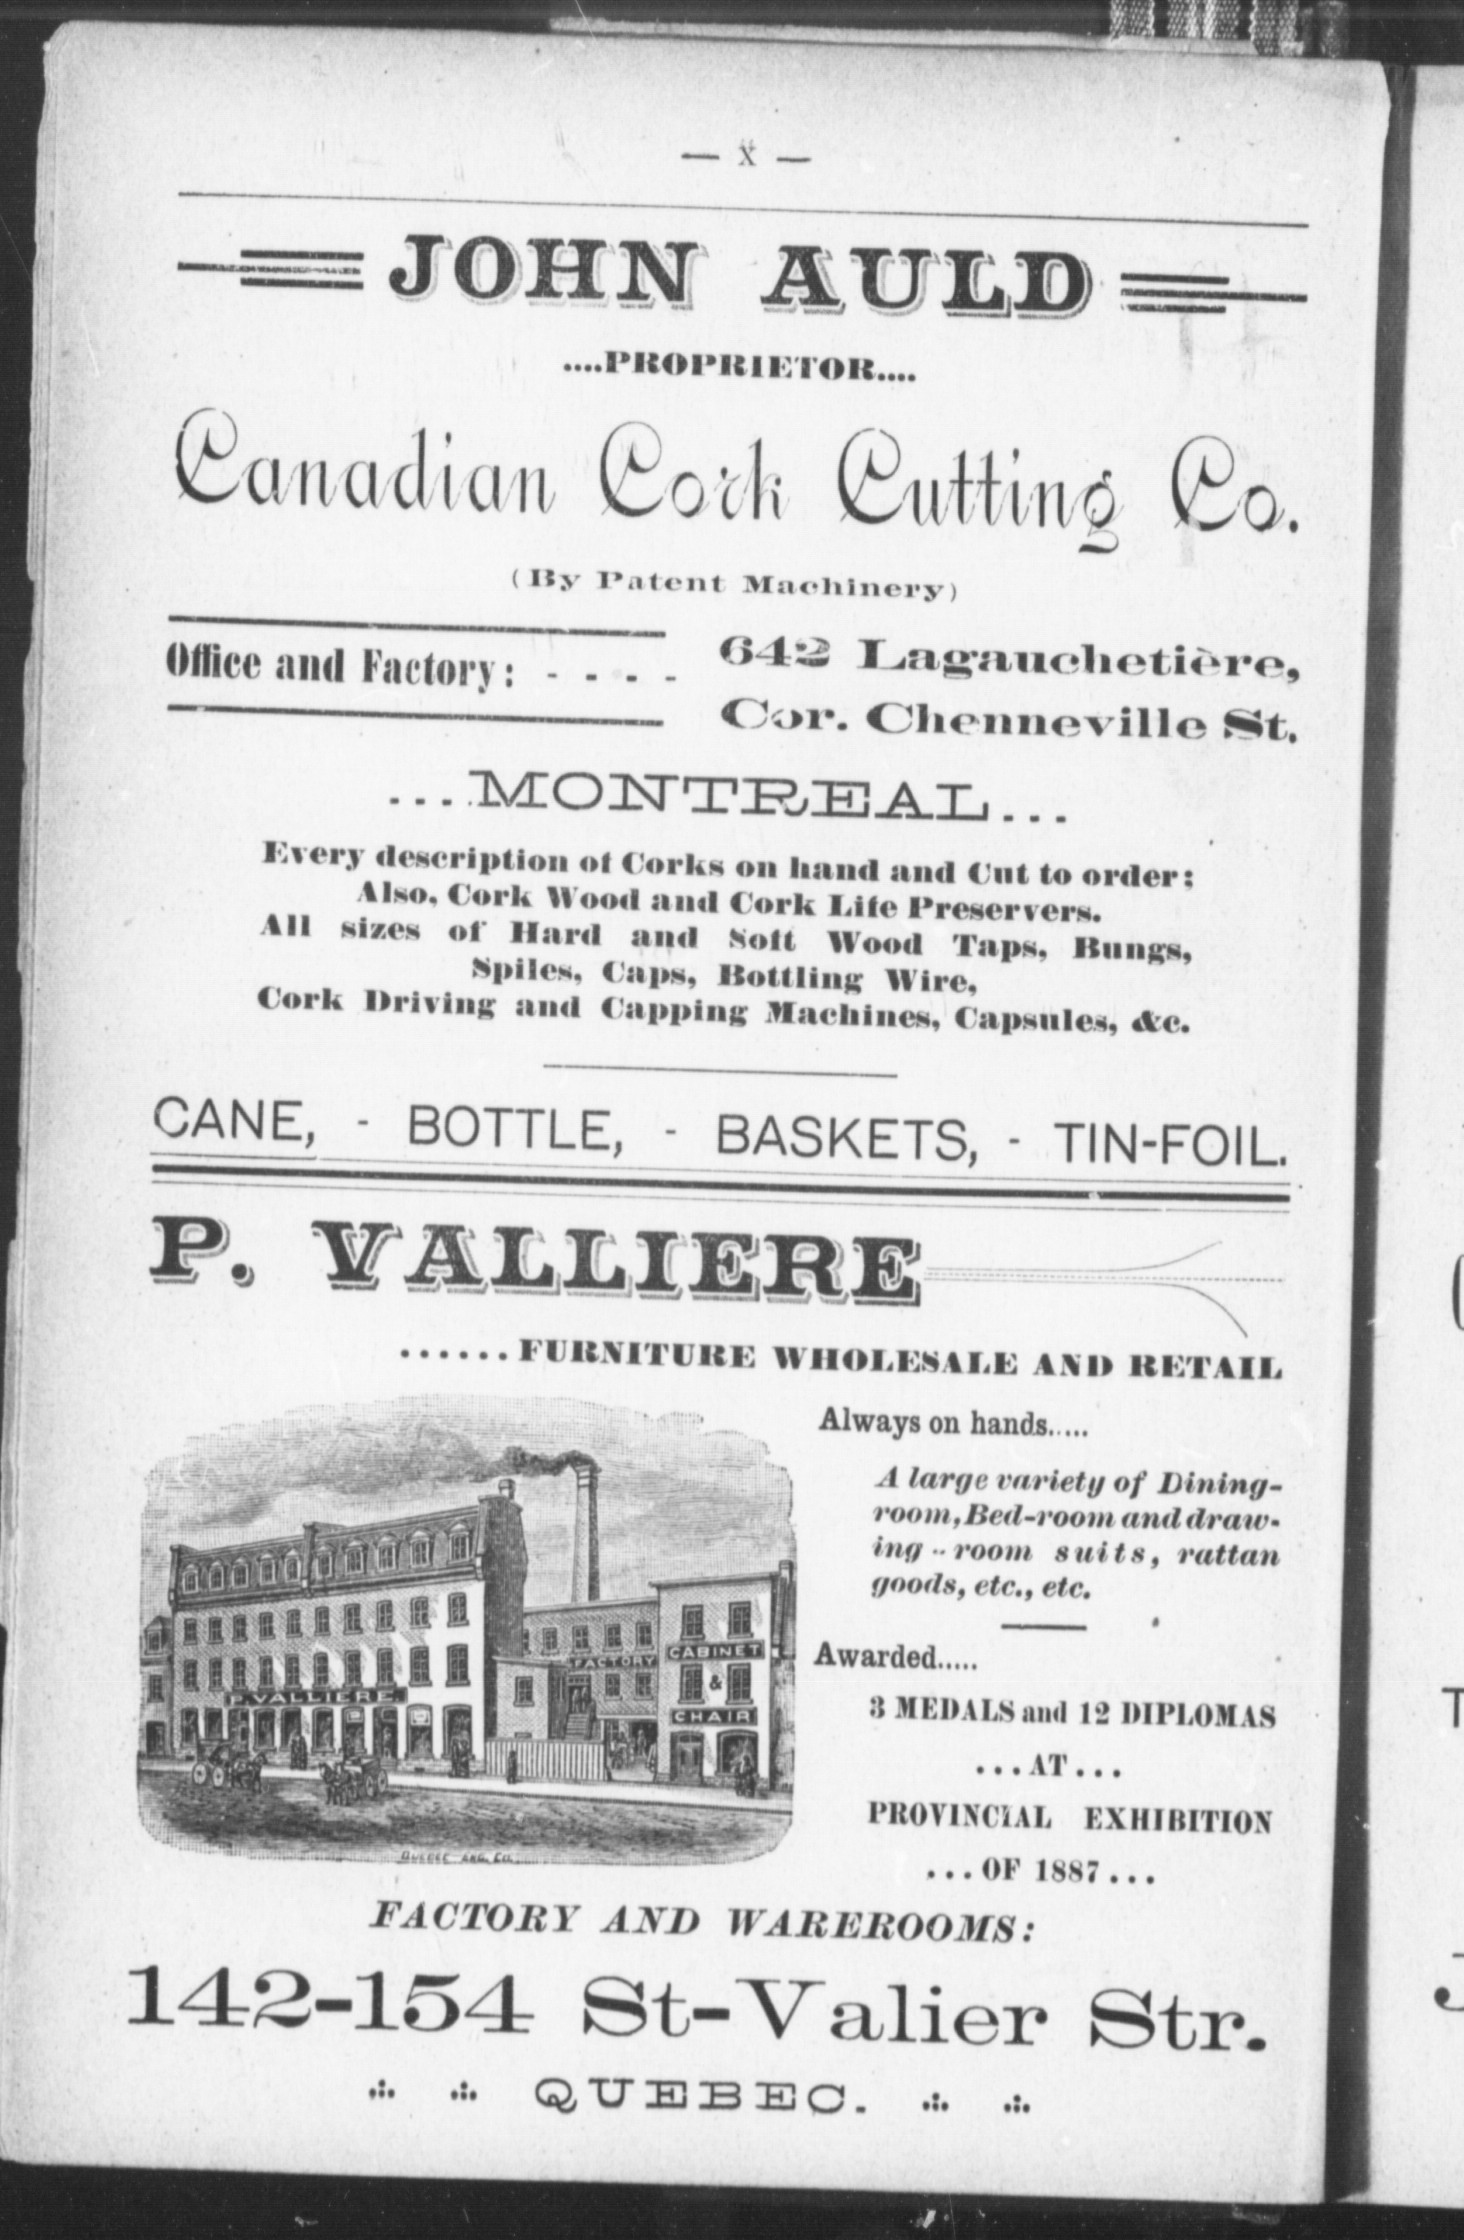 — x —
JOHN AULD
....PROPRIETOR....
Canadian Cork Cutting Co.
(By Patent Machinery)
Office and Factory: - - - -
642 Lagauchetière,
Cor. Chenneville St.
....MONTREAL...
Every description of Corks on hand and Cut to order;
Also, Cork Wood and Cork Life Preservers.
All sizes of Hard and Soft Wood Taps, Bungs,
Spiles, Caps, Bottling Wire,
Cork Driving and Capping Machines, Capsules, &c.
CANE, - BOTTLE, - BASKETS, - TIN-FOIL.
P. VALLIERE
......FURNITURE WHOLESALE AND RETAIL
Always on hands.....
A large variety of Dining-
room, Bed-room and draw-
ing-room suits, rattan
goods, etc., etc.
Awarded.....
3 MEDALS and 12 DIPLOMAS
...AT...
PROVINCIAL EXHIBITION
...OF 1887...
P. VALLIERE
FACTORY
CABINET
&
CHAIR
QUEBEC ENG. CO.
FACTORY AND WAREROOMS:
142-154 St-Valier Str.
QUEBEC.